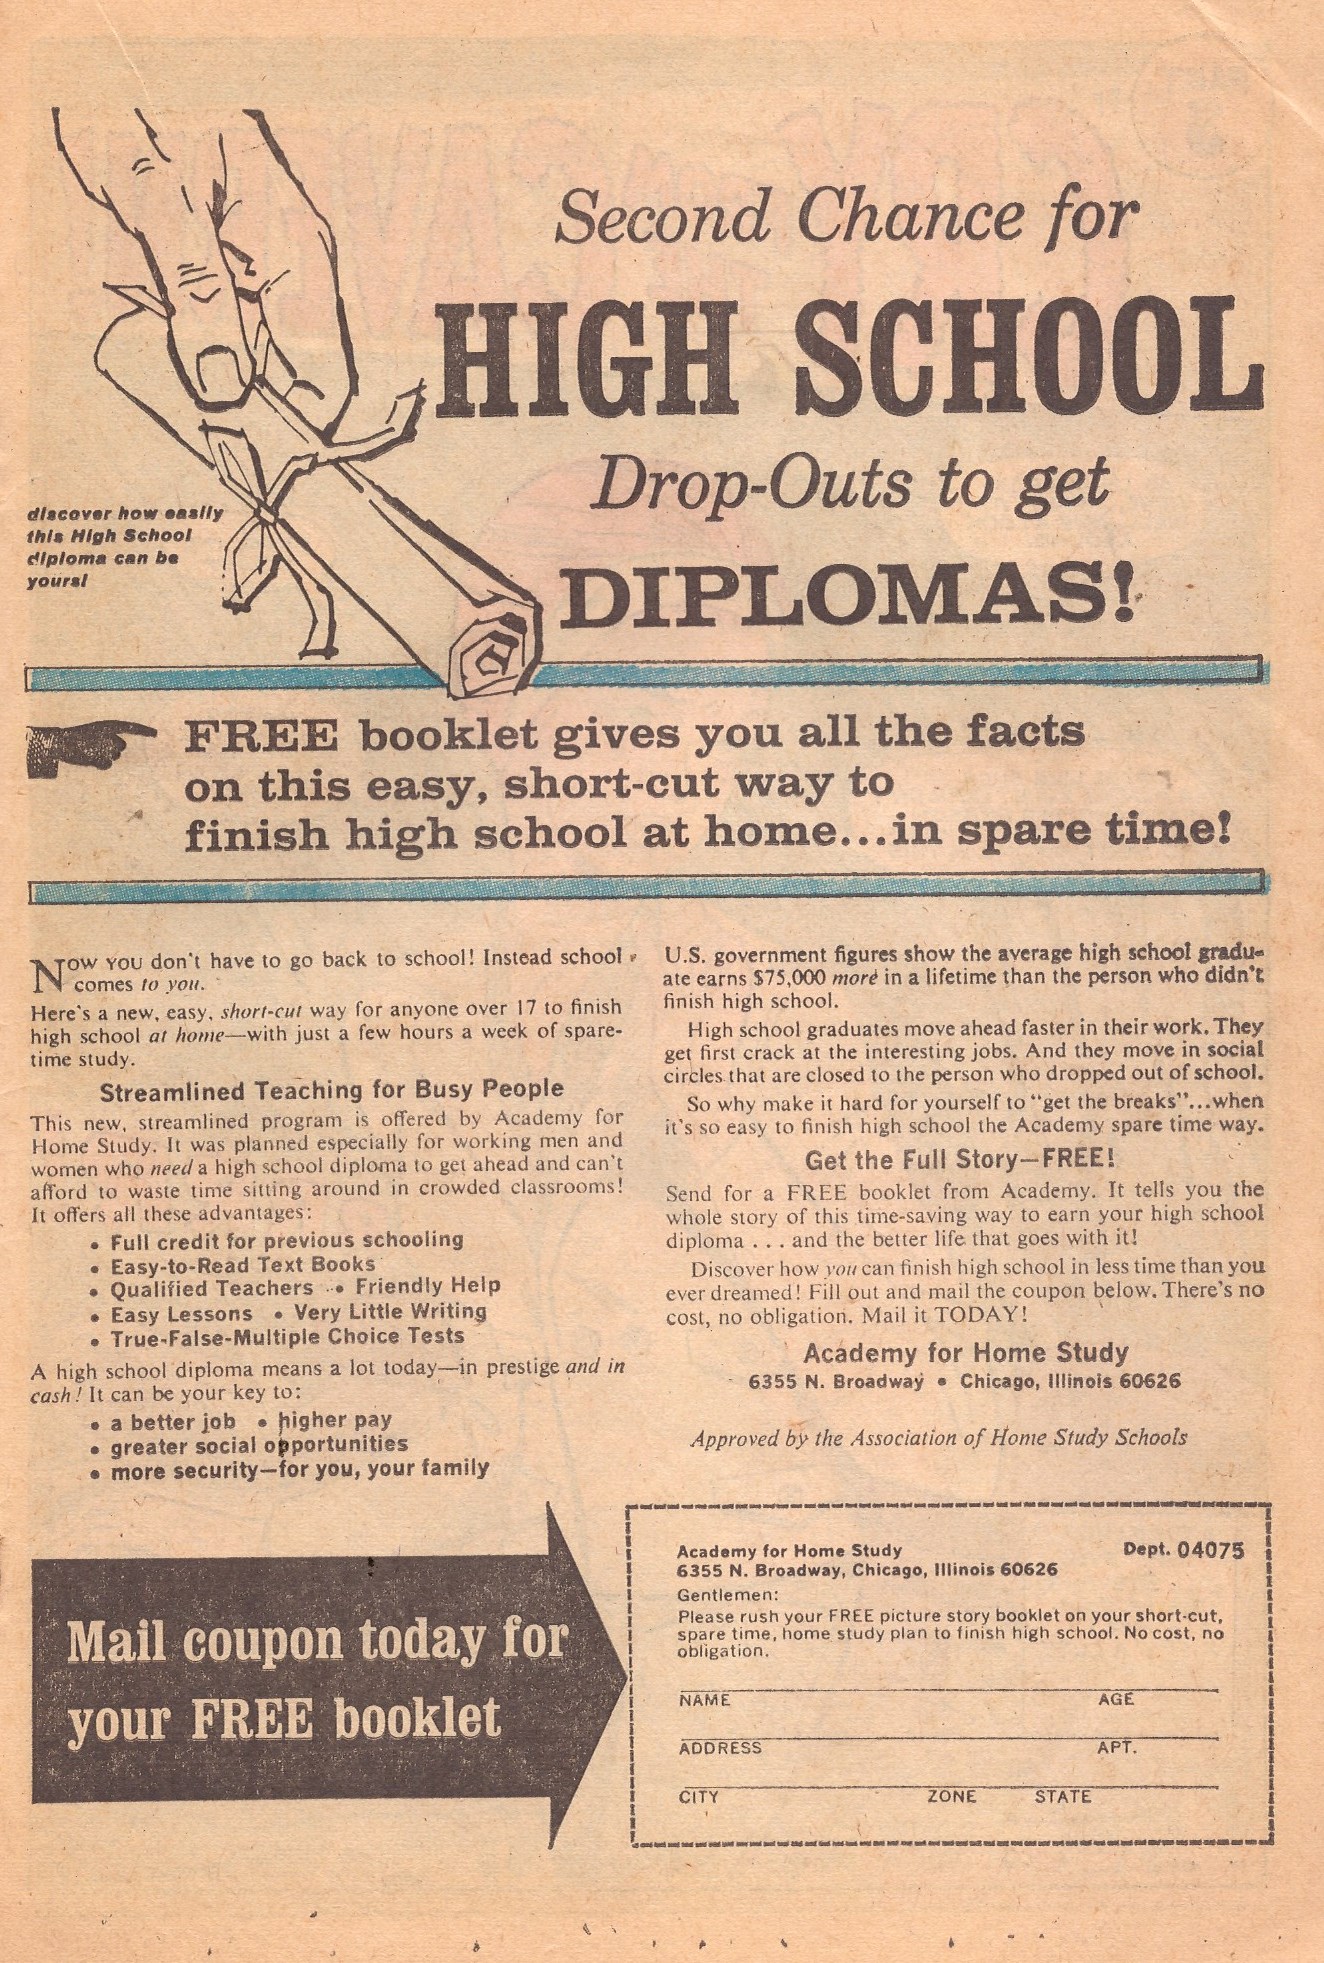 Second Chance for
HIGH SCHOOL
Drop-Outs to get
DIPLOMAS!
discover how easily
this High School
diploma can be
yours!
FREE booklet gives you all the facts
on this easy, short-cut way to
finish high school at home...in spare time!
NOW YOU don't have to go back to school! Instead school
comes to you.
Here's a new, easy, short-cut way for anyone over 17 to finish
high school at home—with just a few hours a week of spare-
time study.
Streamlined Teaching for Busy People
This new, streamlined program is offered by Academy for
Home Study. It was planned especially for working men and
women who need a high school diploma to get ahead and can't
afford to waste time sitting around in crowded classrooms!
It offers all these advantages:
• Full credit for previous schooling
• Easy-to-Read Text Books
• Qualified Teachers • Friendly Help
• Easy Lessons • Very Little Writing
• True-False-Multiple Choice Tests
A high school diploma means a lot today—in prestige and in
cash! It can be your key to:
• a better job • higher pay
• greater social opportunities
• more security—for you, your family
U.S. government figures show the average high school gradu-
ate earns $75,000 more in a lifetime than the person who didn't
finish high school.
High school graduates move ahead faster in their work. They
get first crack at the interesting jobs. And they move in social
circles that are closed to the person who dropped out of school.
So why make it hard for yourself to "get the breaks"...when
it's so easy to finish high school the Academy spare time way.
Get the Full Story—FREE!
Send for a FREE booklet from Academy. It tells you the
whole story of this time-saving way to earn your high school
diploma . . . and the better life that goes with it!
Discover how you can finish high school in less time than you
ever dreamed! Fill out and mail the coupon below. There's no
cost, no obligation. Mail it TODAY!
Academy for Home Study
6355 N. Broadway • Chicago, Illinois 60626
Approved by the Association of Home Study Schools
Mail coupon today for
your FREE booklet
Academy for Home Study Dept. 04075
6355 N. Broadway, Chicago, Illinois 60626
Gentlemen:
Please rush your FREE picture story booklet on your short-cut,
spare time, home study plan to finish high school. No cost, no
obligation.
NAME AGE
ADDRESS APT.
CITY ZONE STATE